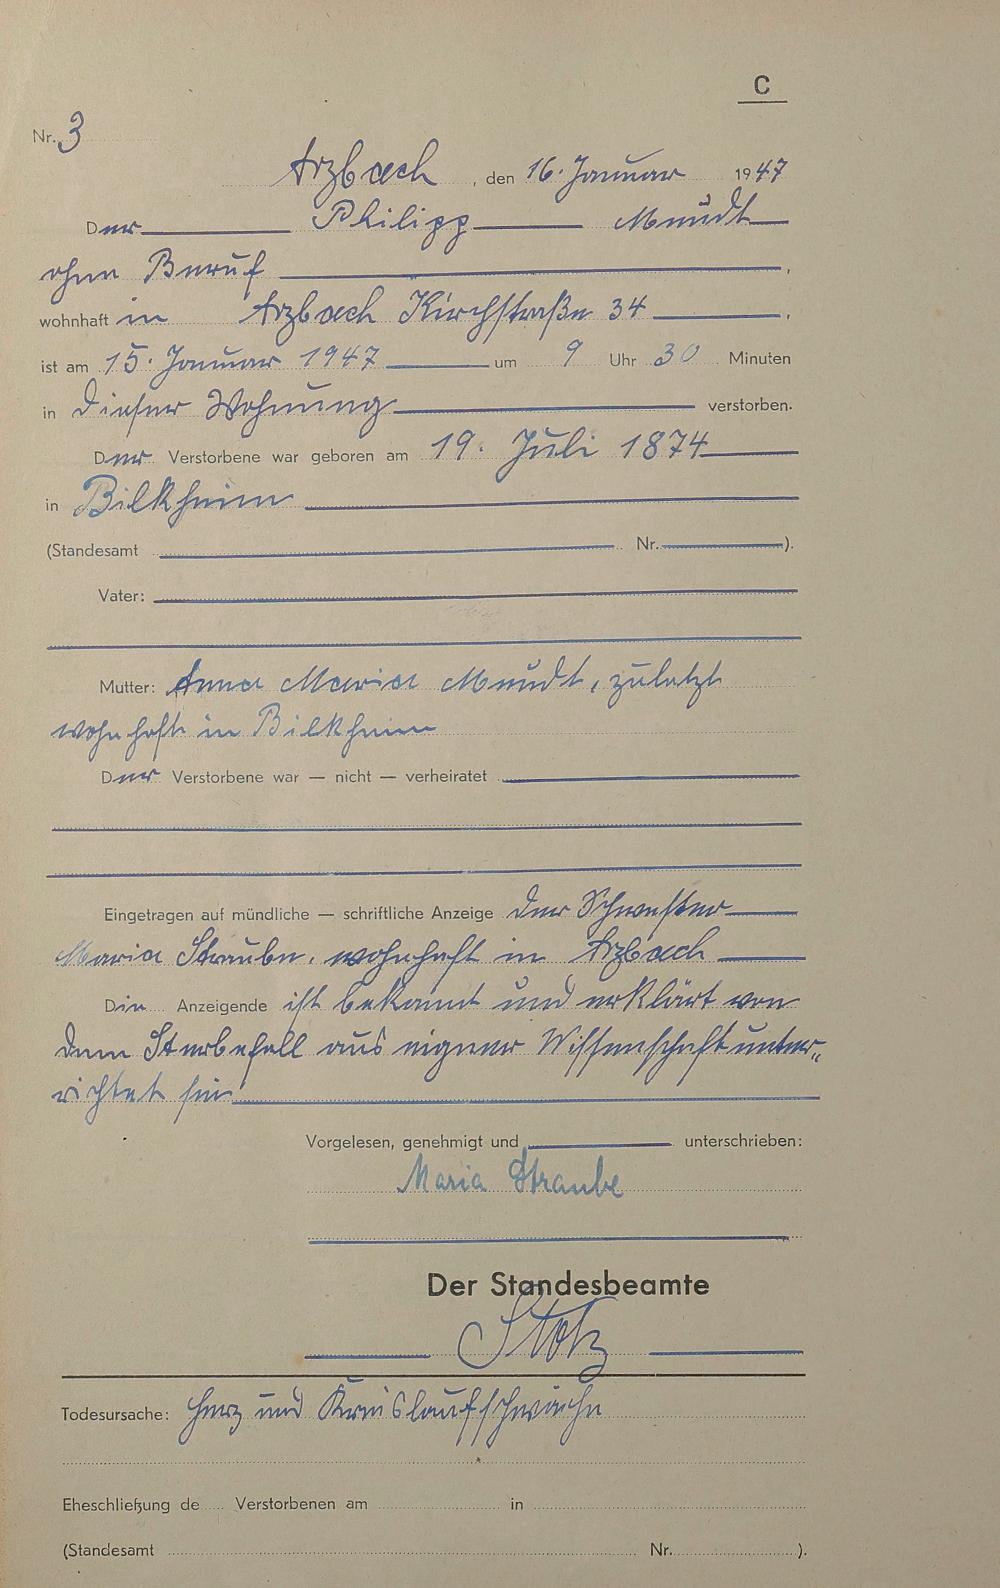 C
Nr. 3
Arzbach, den 16. Januar 1947
Der Philipp Meudt
ohne Beruf,
wohnhaft in Arzbach Kirchstraße 34,
ist am 15. Januar 1947 um 9 Uhr 30 Minuten
in dieser Wohnung verstorben.
Der Verstorbene war geboren am 19. Juli 1874
in Bilkheim
(Standesamt Nr. ).
Vater:
Mutter: Anna Maria Meudt, zuletzt
wohnhaft in Bilkheim
Der Verstorbene war — nicht — verheiratet
Eingetragen auf mündliche — schriftliche Anzeige der Schwester
Maria Straube, wohnhaft in Arzbach
Die Anzeigende ist bekannt und erklärt von
dem Sterbefall aus eigener Wissenschaft unter„
richtet sein
Vorgelesen, genehmigt und unterschrieben:
Maria Straube
Der Standesbeamte
Stotz
Todesursache: Herz und Kreislaufschwäche
Eheschließung de Verstorbenen am in
(Standesamt Nr. ).